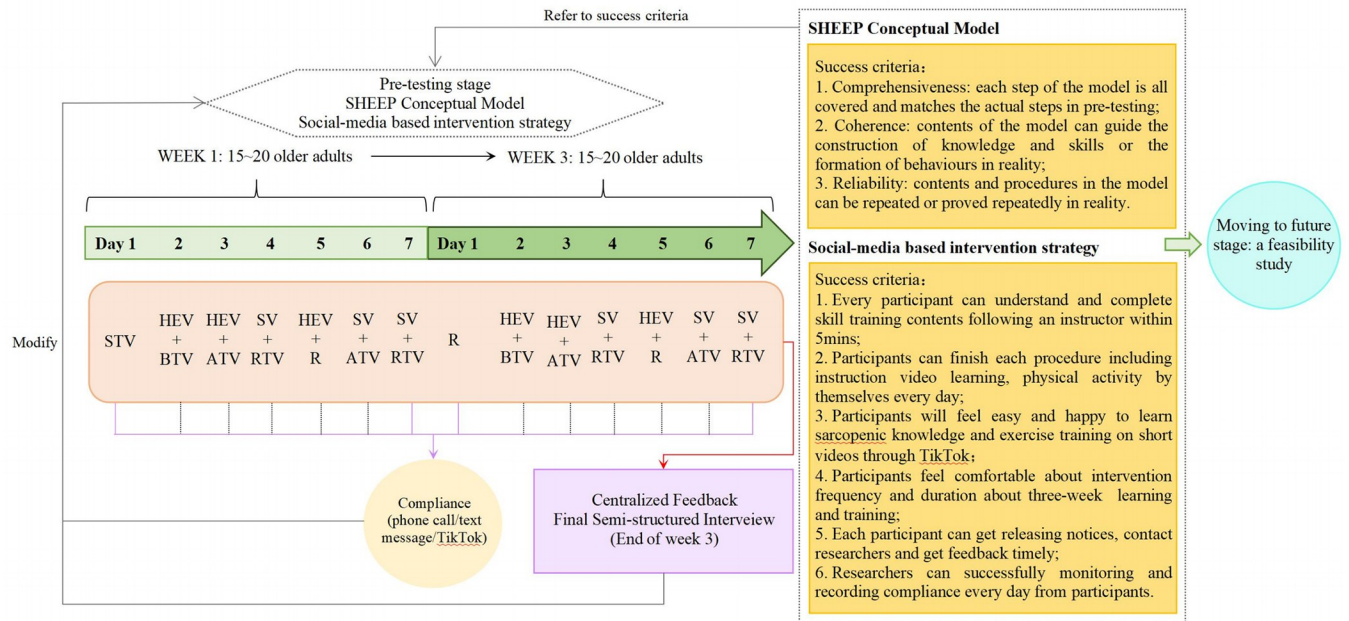 Refer to success criteria
Pre-testing stage
SHEEP Conceptual Model
Social-media based intervention strategy
WEEK 1: 15~20 older adults
WEEK 3: 15~20 older adults
Day 1 2 3 4 5 6 7 Day 1 2 3 4 5 6 7
STV
HEV
+
BTV
HEV
+
ATV
SV
+
RTV
HEV
+
R
SV
+
ATV
SV
+
RTV
R
HEV
+
BTV
HEV
+
ATV
SV
+
RTV
HEV
+
R
SV
+
ATV
SV
+
RTV
Modify
Compliance
(phone call/text
message/TikTok)
Centralized Feedback
Final Semi-structured Interveiew
(End of week 3)
SHEEP Conceptual Model
Success criteria：
1. Comprehensiveness: each step of the model is all
covered and matches the actual steps in pre-testing;
2. Coherence: contents of the model can guide the
construction of knowledge and skills or the
formation of behaviours in reality;
3. Reliability: contents and procedures in the model
can be repeated or proved repeatedly in reality.
Social-media based intervention strategy
Success criteria：
1. Every participant can understand and complete
skill training contents following an instructor within
5mins;
2. Participants can finish each procedure including
instruction video learning, physical activity by
themselves every day;
3. Participants will feel easy and happy to learn
sarcopenic knowledge and exercise training on short
videos through TikTok；
4. Participants feel comfortable about intervention
frequency and duration about three-week learning
and training;
5. Each participant can get releasing notices, contact
researchers and get feedback timely;
6. Researchers can successfully monitoring and
recording compliance every day from participants.
Moving to future
stage: a feasibility
study